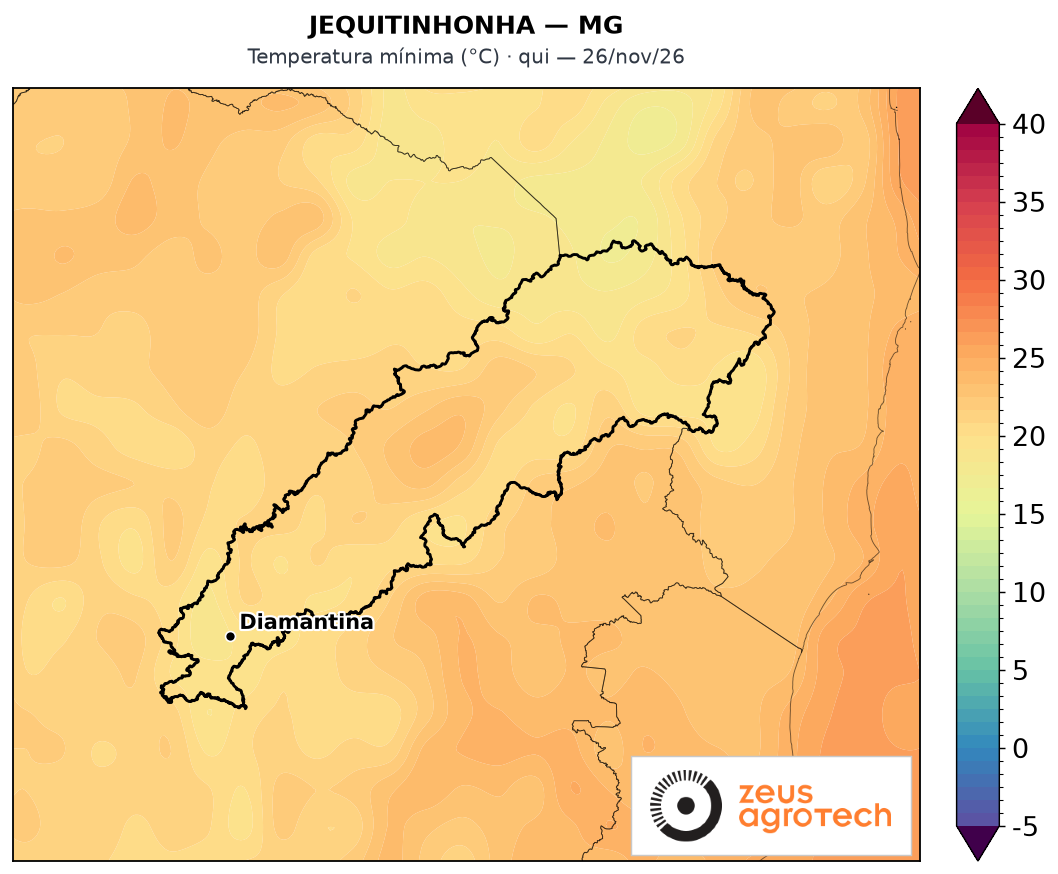 JEQUITINHONHA — MG
Temperatura mínima (°C) · qui — 26/nov/26
40
35
30
25
20
15
10
5
0
-5
Diamantina
zeus
agrotech